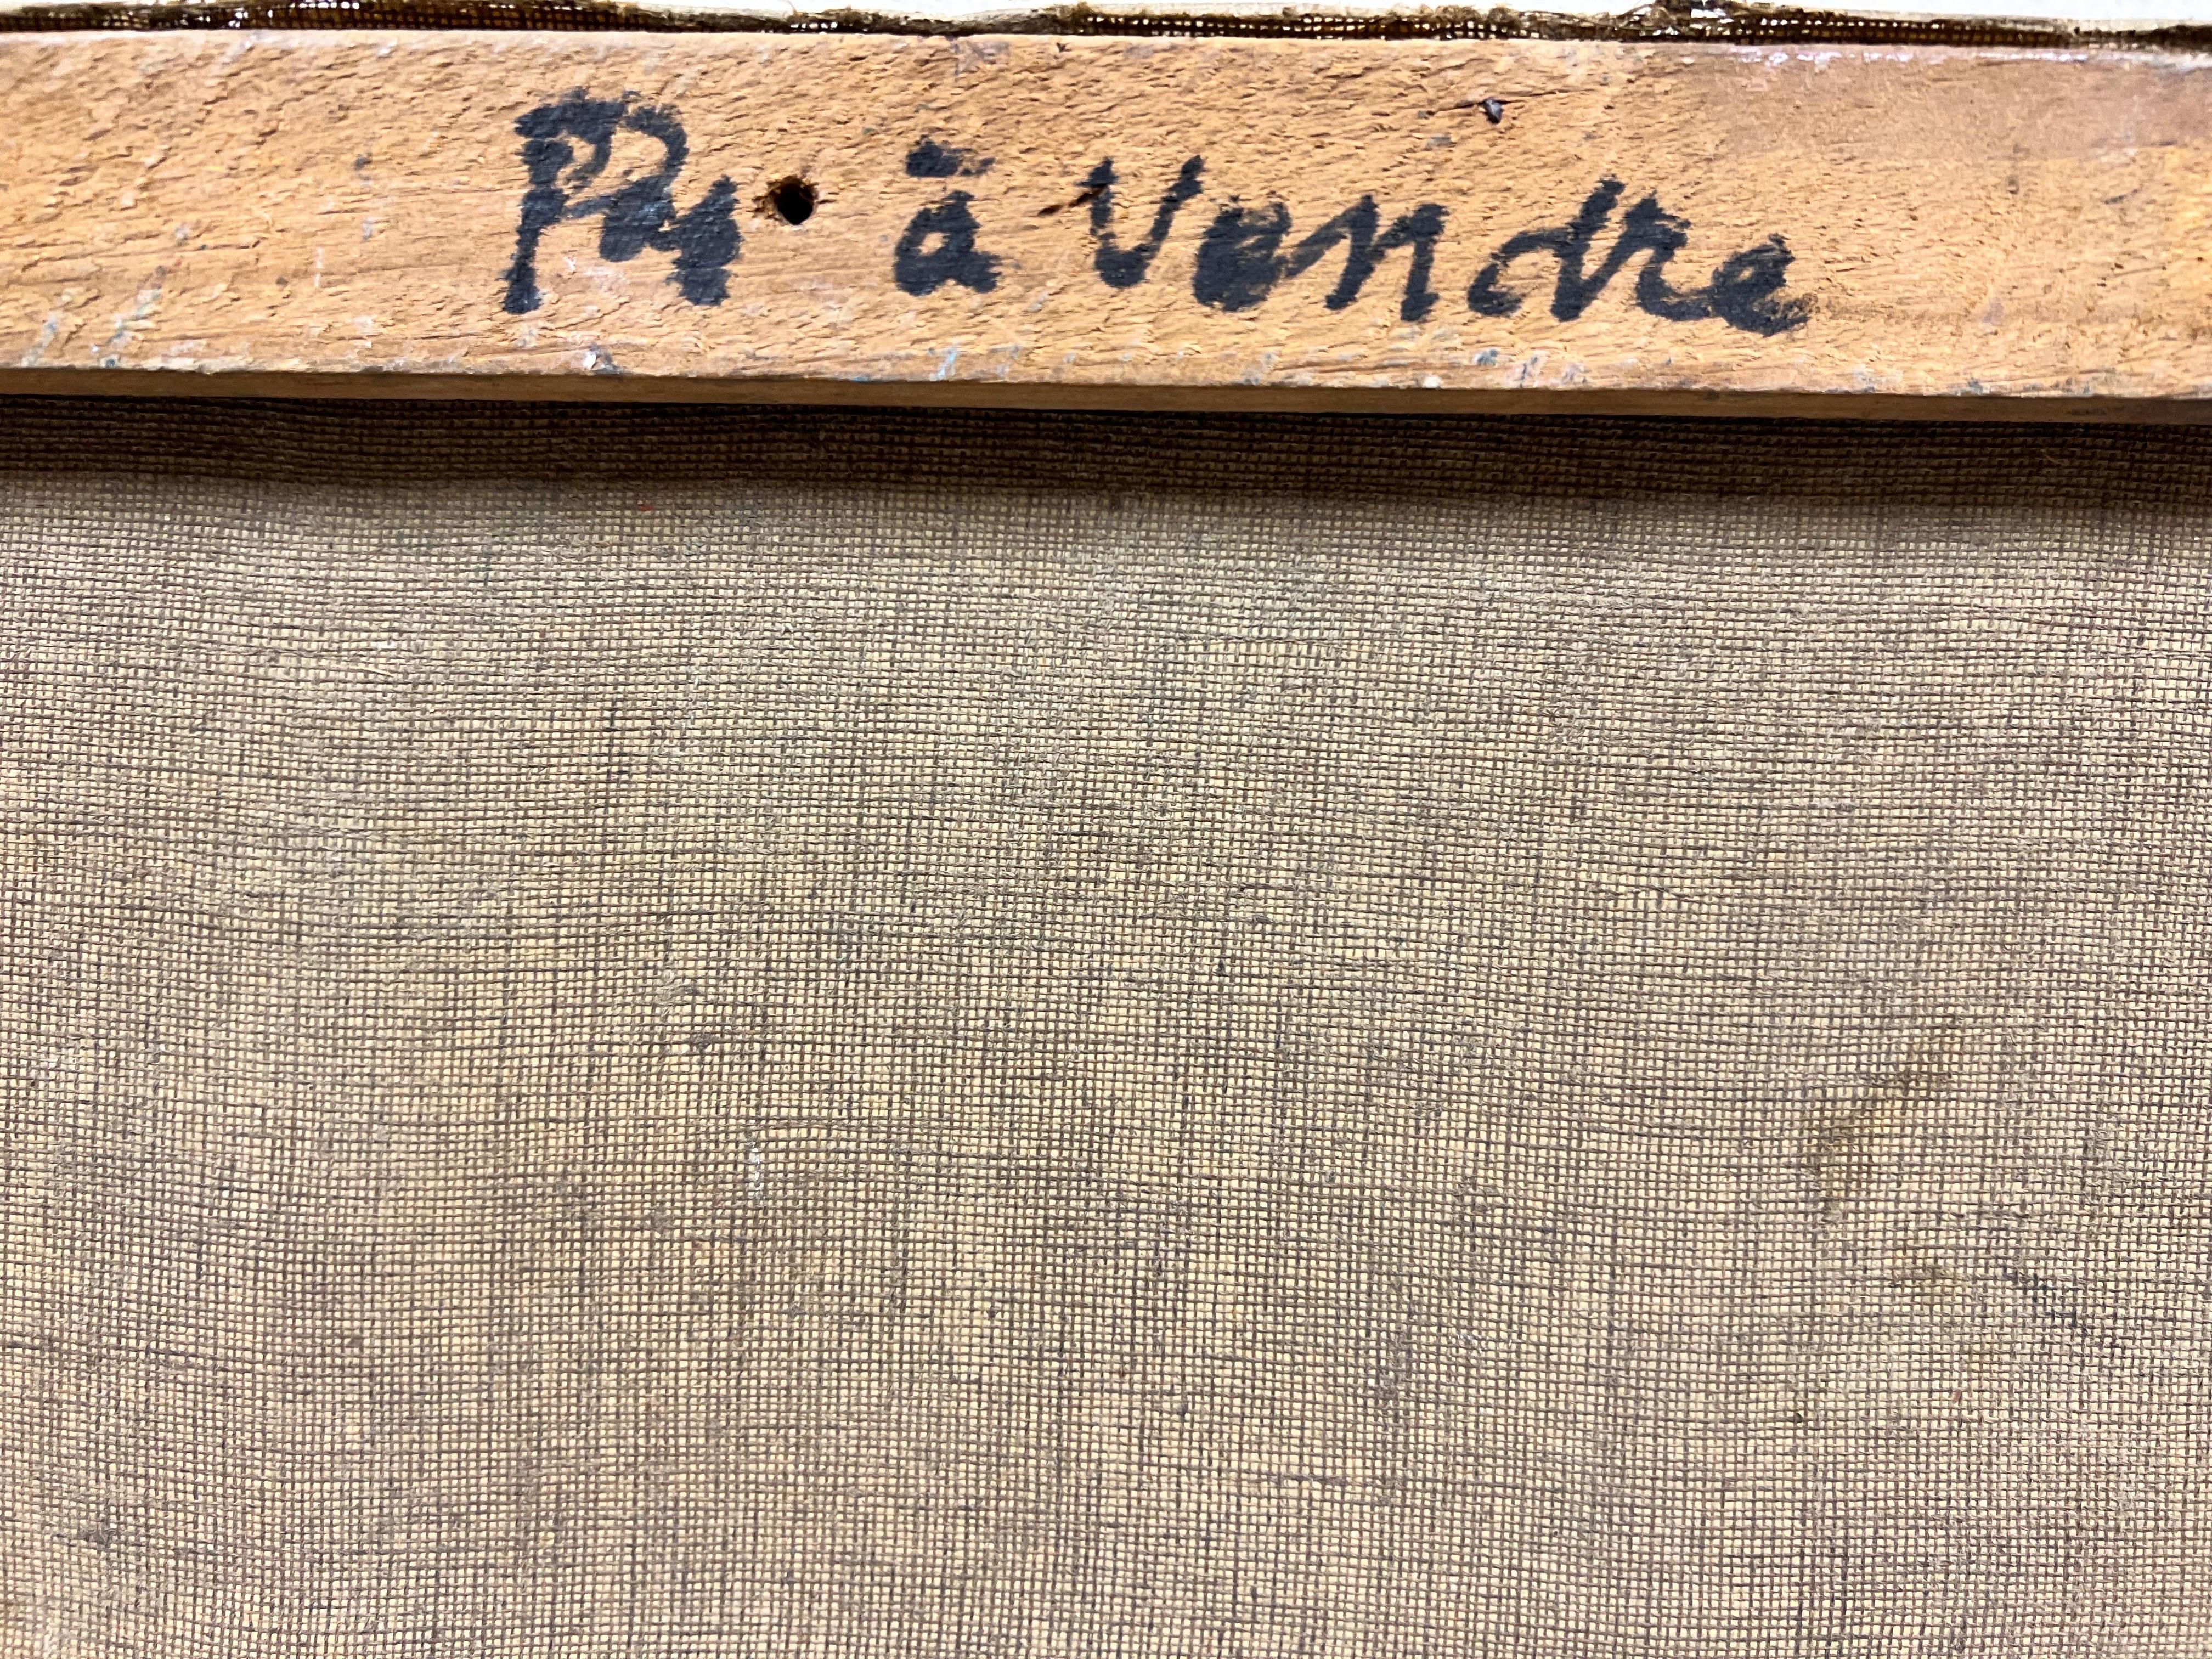 Pas à vendre